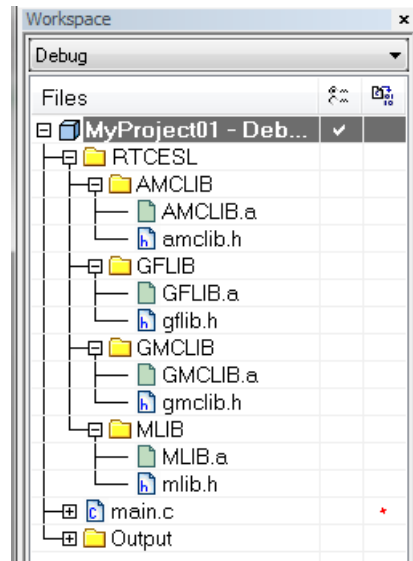 Workspace x
Debug
Files
MyProject01 - Deb...
RTCESL
AMCLIB
AMCLIB.a
amclib.h
GFLIB
GFLIB.a
gflib.h
GMCLIB
GMCLIB.a
gmclib.h
MLIB
MLIB.a
mlib.h
main.c
Output